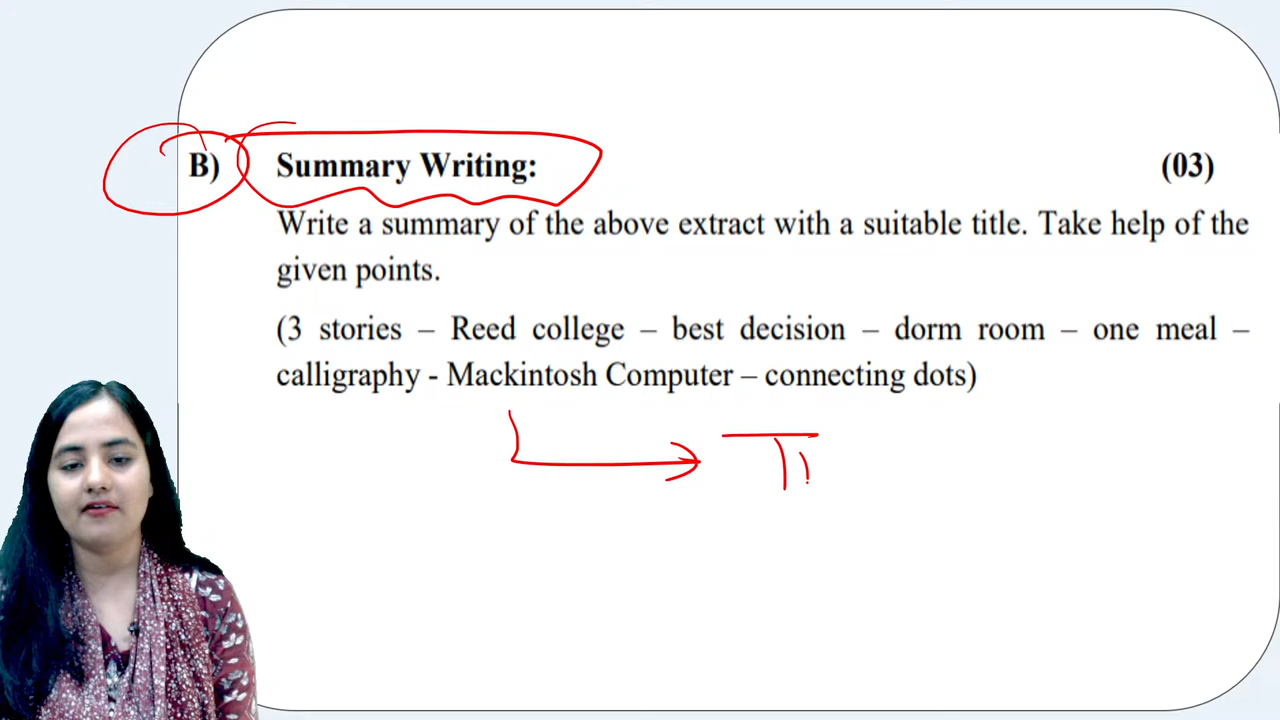 B) Summary Writing: (03)
Write a summary of the above extract with a suitable title. Take help of the
given points.
(3 stories – Reed college – best decision – dorm room – one meal –
calligraphy - Mackintosh Computer – connecting dots)
Ti